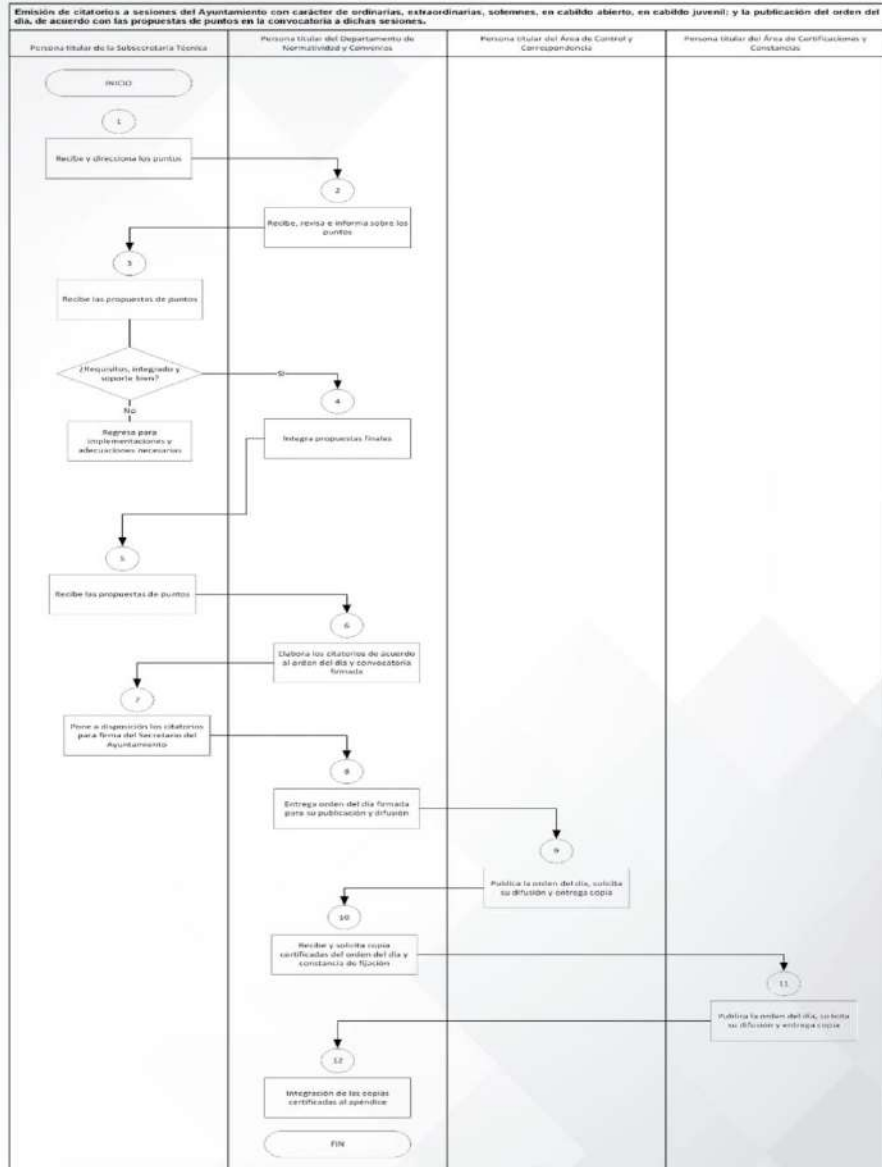 Emisión de citatorios a sesiones del Ayuntamiento con carácter de ordinarias, extraordinarias, solemnes, en cabildo abierto, en cabildo juvenil; y la publicación del orden del
día, de acuerdo con las propuestas de puntos en la convocatoria a dichas sesiones.
Persona titular de la Subsecretaría Técnica
Persona titular del Departamento de
Normatividad y Convenios
Persona titular del Área de Control y
Correspondencia
Persona titular del Área de Certificaciones y
Constancias
INICIO
1
Recibe y direcciona los puntos
2
Recibe, revisa e informa sobre los
puntos
3
Recibe las propuestas de puntos
¿Requisitos, integrado y
soporte bien?
Si
No
Regresa para
implementaciones y
adecuaciones necesarias
4
Integra propuestas finales
5
Recibe las propuestas de puntos
6
Elabora los citatorios de acuerdo
al orden del día y convocatoria
firmada
7
Pone a disposición los citatorios
para firma del Secretario del
Ayuntamiento
8
Entrega orden del día firmada
para su publicación y difusión
9
Publica la orden del día, solicita
su difusión y entrega copia
10
Recibe y solicita copia
certificadas del orden del día y
constancia de fijación
11
Publica la orden del día, solicita
su difusión y entrega copia
12
Integración de las copias
certificadas al apéndice
FIN